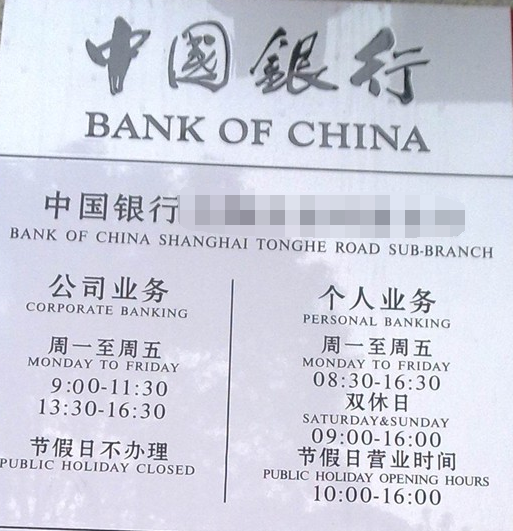 中國銀行
BANK OF CHINA
中国银行
BANK OF CHINA SHANGHAI TONGHE ROAD SUB-BRANCH
公司业务
CORPORATE BANKING
周一至周五
MONDAY TO FRIDAY
9:00-11:30
13:30-16:30
节假日不办理
PUBLIC HOLIDAY CLOSED
个人业务
PERSONAL BANKING
周一至周五
MONDAY TO FRIDAY
08:30-16:30
双休日
SATURDAY&SUNDAY
09:00-16:00
节假日营业时间
PUBLIC HOLIDAY OPENING HOURS
10:00-16:00